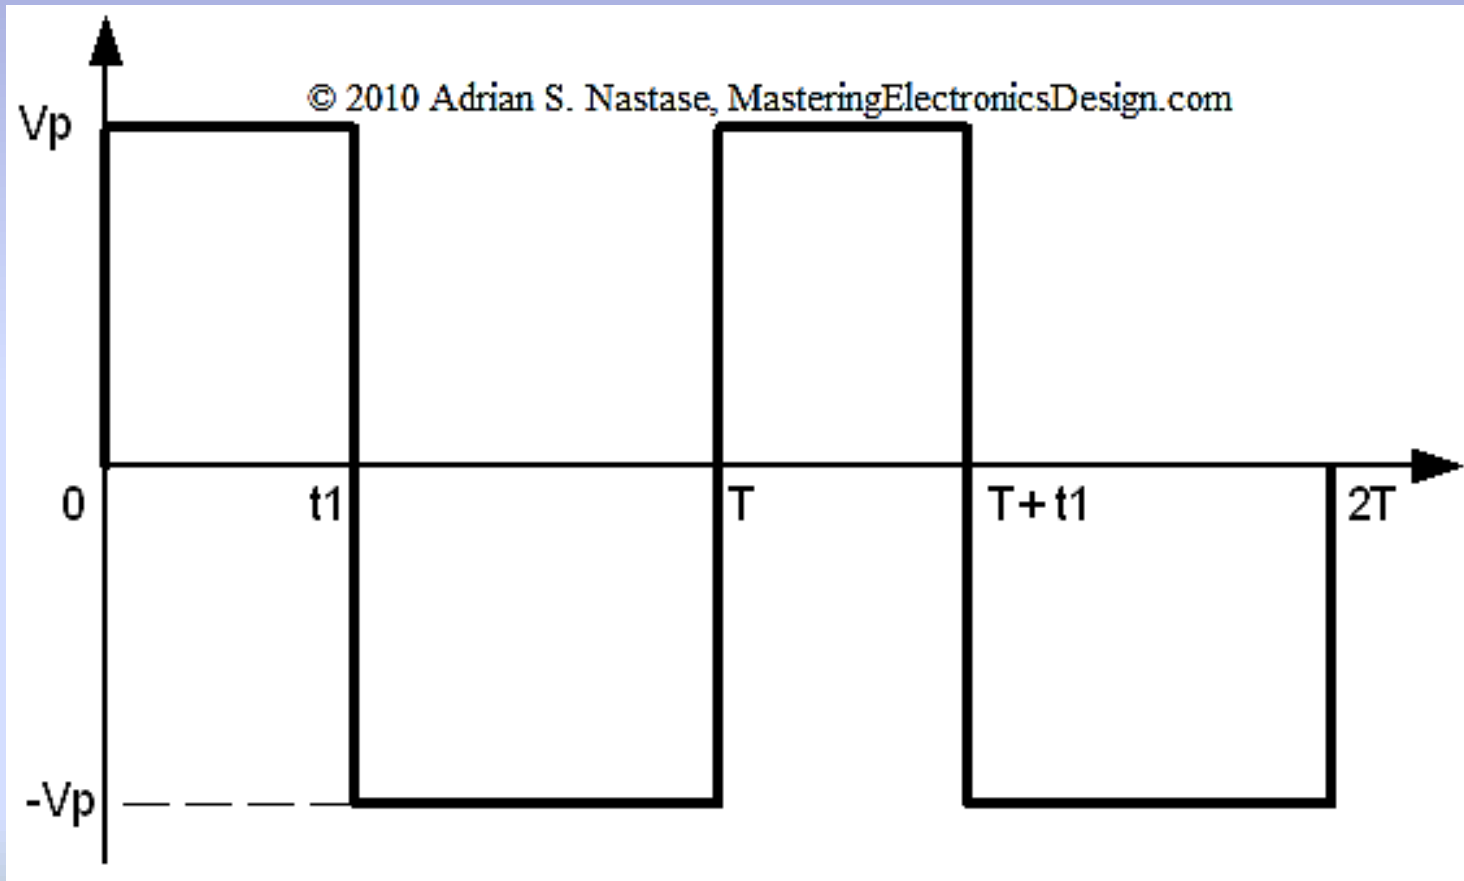 © 2010 Adrian S. Nastase, MasteringElectronicsDesign.com
Vp
0 t1 T T+t1 2T
-Vp